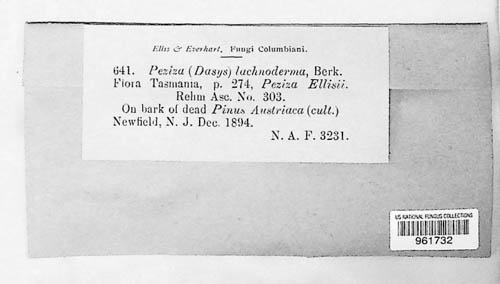 Ellis & Everhart, Fungi Columbiani.
641. Peziza (Dasys) lachnoderma, Berk.
Flora Tasmania, p. 274, Peziza Ellisii.
Rehm Asc. No. 303.
On bark of dead Pinus Austriaca (cult.)
Newfield, N. J. Dec. 1894.
N. A. F. 3231.
US NATIONAL FUNGUS COLLECTIONS
961732